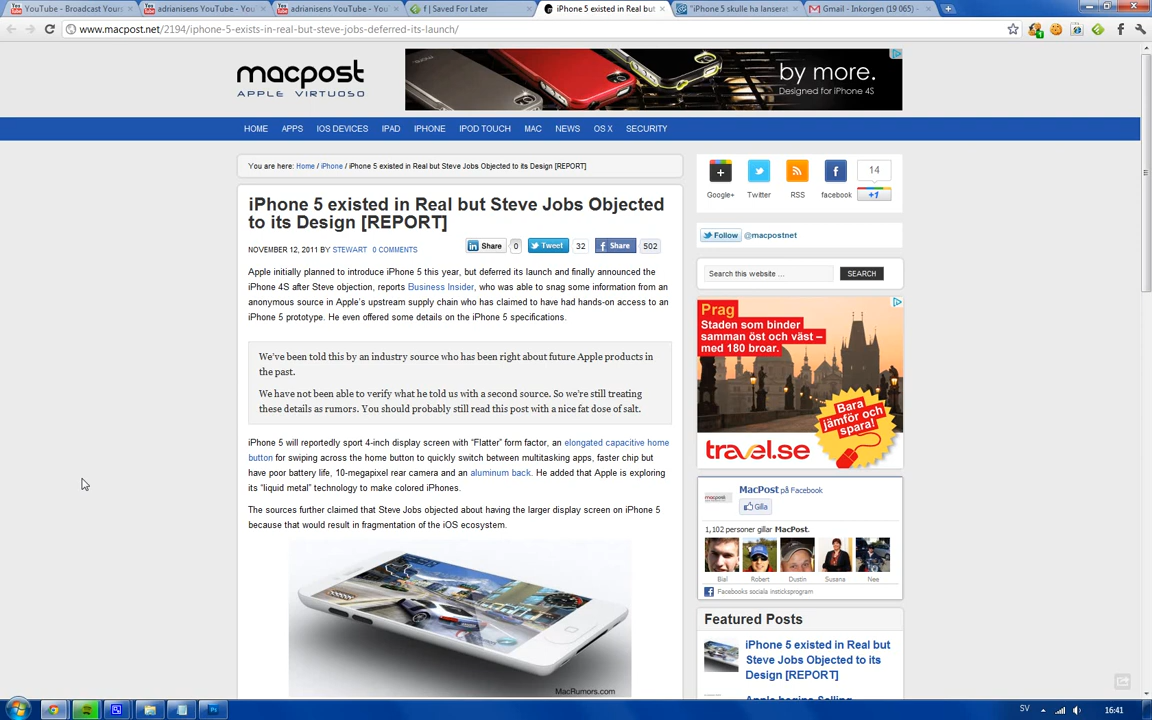 YouTube - Broadcast Yours
adrianisens YouTube - You
adrianisens YouTube - You
f | Saved For Later
iPhone 5 existed in Real but
"iPhone 5 skulle ha lanserat
Gmail - Inkorgen (19 065) -
www.macpost.net/2194/iphone-5-exists-in-real-but-steve-jobs-deferred-its-launch/
macpost
APPLE VIRTUOSO
by more.
Designed for iPhone 4S
HOME APPS IOS DEVICES IPAD IPHONE IPOD TOUCH MAC NEWS OS X SECURITY
You are here: Home / iPhone / iPhone 5 existed in Real but Steve Jobs Objected to its Design [REPORT]
iPhone 5 existed in Real but Steve Jobs Objected
to its Design [REPORT]
NOVEMBER 12, 2011 BY STEWART 0 COMMENTS
in Share 0 Tweet 32 f Share 502
Apple initially planned to introduce iPhone 5 this year, but deferred its launch and finally announced the
iPhone 4S after Steve objection, reports Business Insider, who was able to snag some information from an
anonymous source in Apple's upstream supply chain who has claimed to have had hands-on access to an
iPhone 5 prototype. He even offered some details on the iPhone 5 specifications.
We've been told this by an industry source who has been right about future Apple products in
the past.
We have not been able to verify what he told us with a second source. So we're still treating
these details as rumors. You should probably still read this post with a nice fat dose of salt.
iPhone 5 will reportedly sport 4-inch display screen with "Flatter" form factor, an elongated capacitive home
button for swiping across the home button to quickly switch between multitasking apps, faster chip but
have poor battery life, 10-megapixel rear camera and an aluminum back. He added that Apple is exploring
its "liquid metal" technology to make colored iPhones.
The sources further claimed that Steve Jobs objected about having the larger display screen on iPhone 5
because that would result in fragmentation of the iOS ecosystem.
MacRumors.com
14
Google+ Twitter RSS facebook +1
Follow @macpostnet
Search this website … SEARCH
Prag
Staden som binder
samman öst och väst –
med 180 broar.
Bara
jämför och
spara!
travel.se
MacPost på Facebook
Gilla
1,102 personer gillar MacPost.
Bial Robert Dustin Susana Nee
Facebooks sociala insticksprogram
Featured Posts
iPhone 5 existed in Real but
Steve Jobs Objected to its
Design [REPORT]
Apple begins Selling
SV 16:41